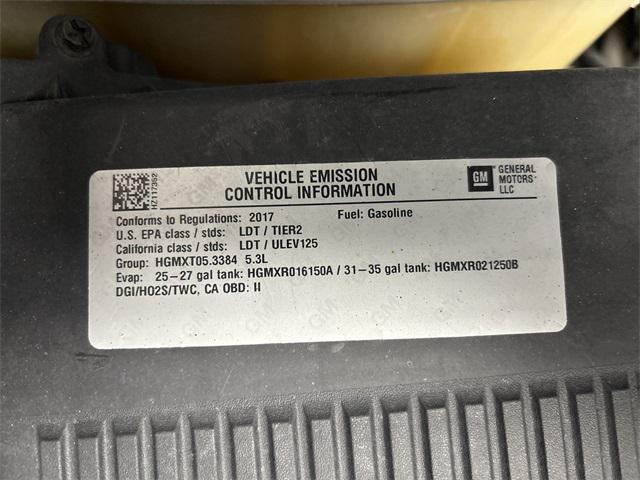 VEHICLE EMISSION
CONTROL INFORMATION
HZ117352
GM
GENERAL
MOTORS
LLC
Conforms to Regulations: 2017 Fuel: Gasoline
U.S. EPA class / stds: LDT / TIER2
California class / stds: LDT / ULEV125
Group: HGMXT05.3384 5.3L
Evap: 25-27 gal tank: HGMXR016150A / 31-35 gal tank: HGMXR021250B
DGI/HO2S/TWC, CA OBD: II